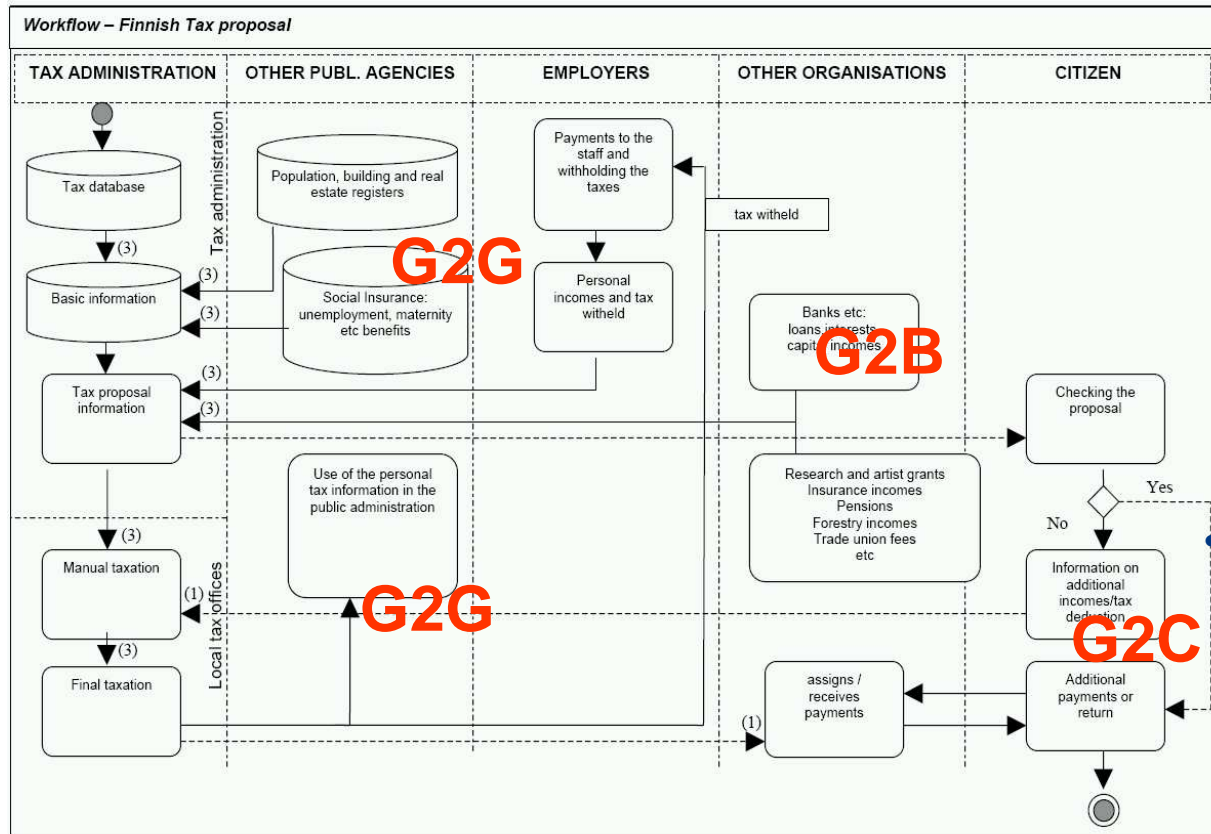 Workflow – Finnish Tax proposal
TAX ADMINISTRATION
OTHER PUBL. AGENCIES
EMPLOYERS
OTHER ORGANISATIONS
CITIZEN
Tax administration
Local tax offices
Tax database
(3)
Basic information
Tax proposal
information
(3)
Manual taxation
(3)
Final taxation
Population, building and real
estate registers
(3)
G2G
Social Insurance:
unemployment, maternity
etc benefits
(3)
(3)
(3)
Use of the personal
tax information in the
public administration
G2G
(1)
Payments to the
staff and
withholding the
taxes
Personal
incomes and tax
witheld
tax witheld
Banks etc:
loans,interests
capital incomes
G2B
Research and artist grants
Insurance incomes
Pensions
Forestry incomes
Trade union fees
etc
assigns /
receives
payments
(1)
Checking the
proposal
Yes
No
Information on
additional
incomes/tax
deduction
G2C
Additional
payments or
return